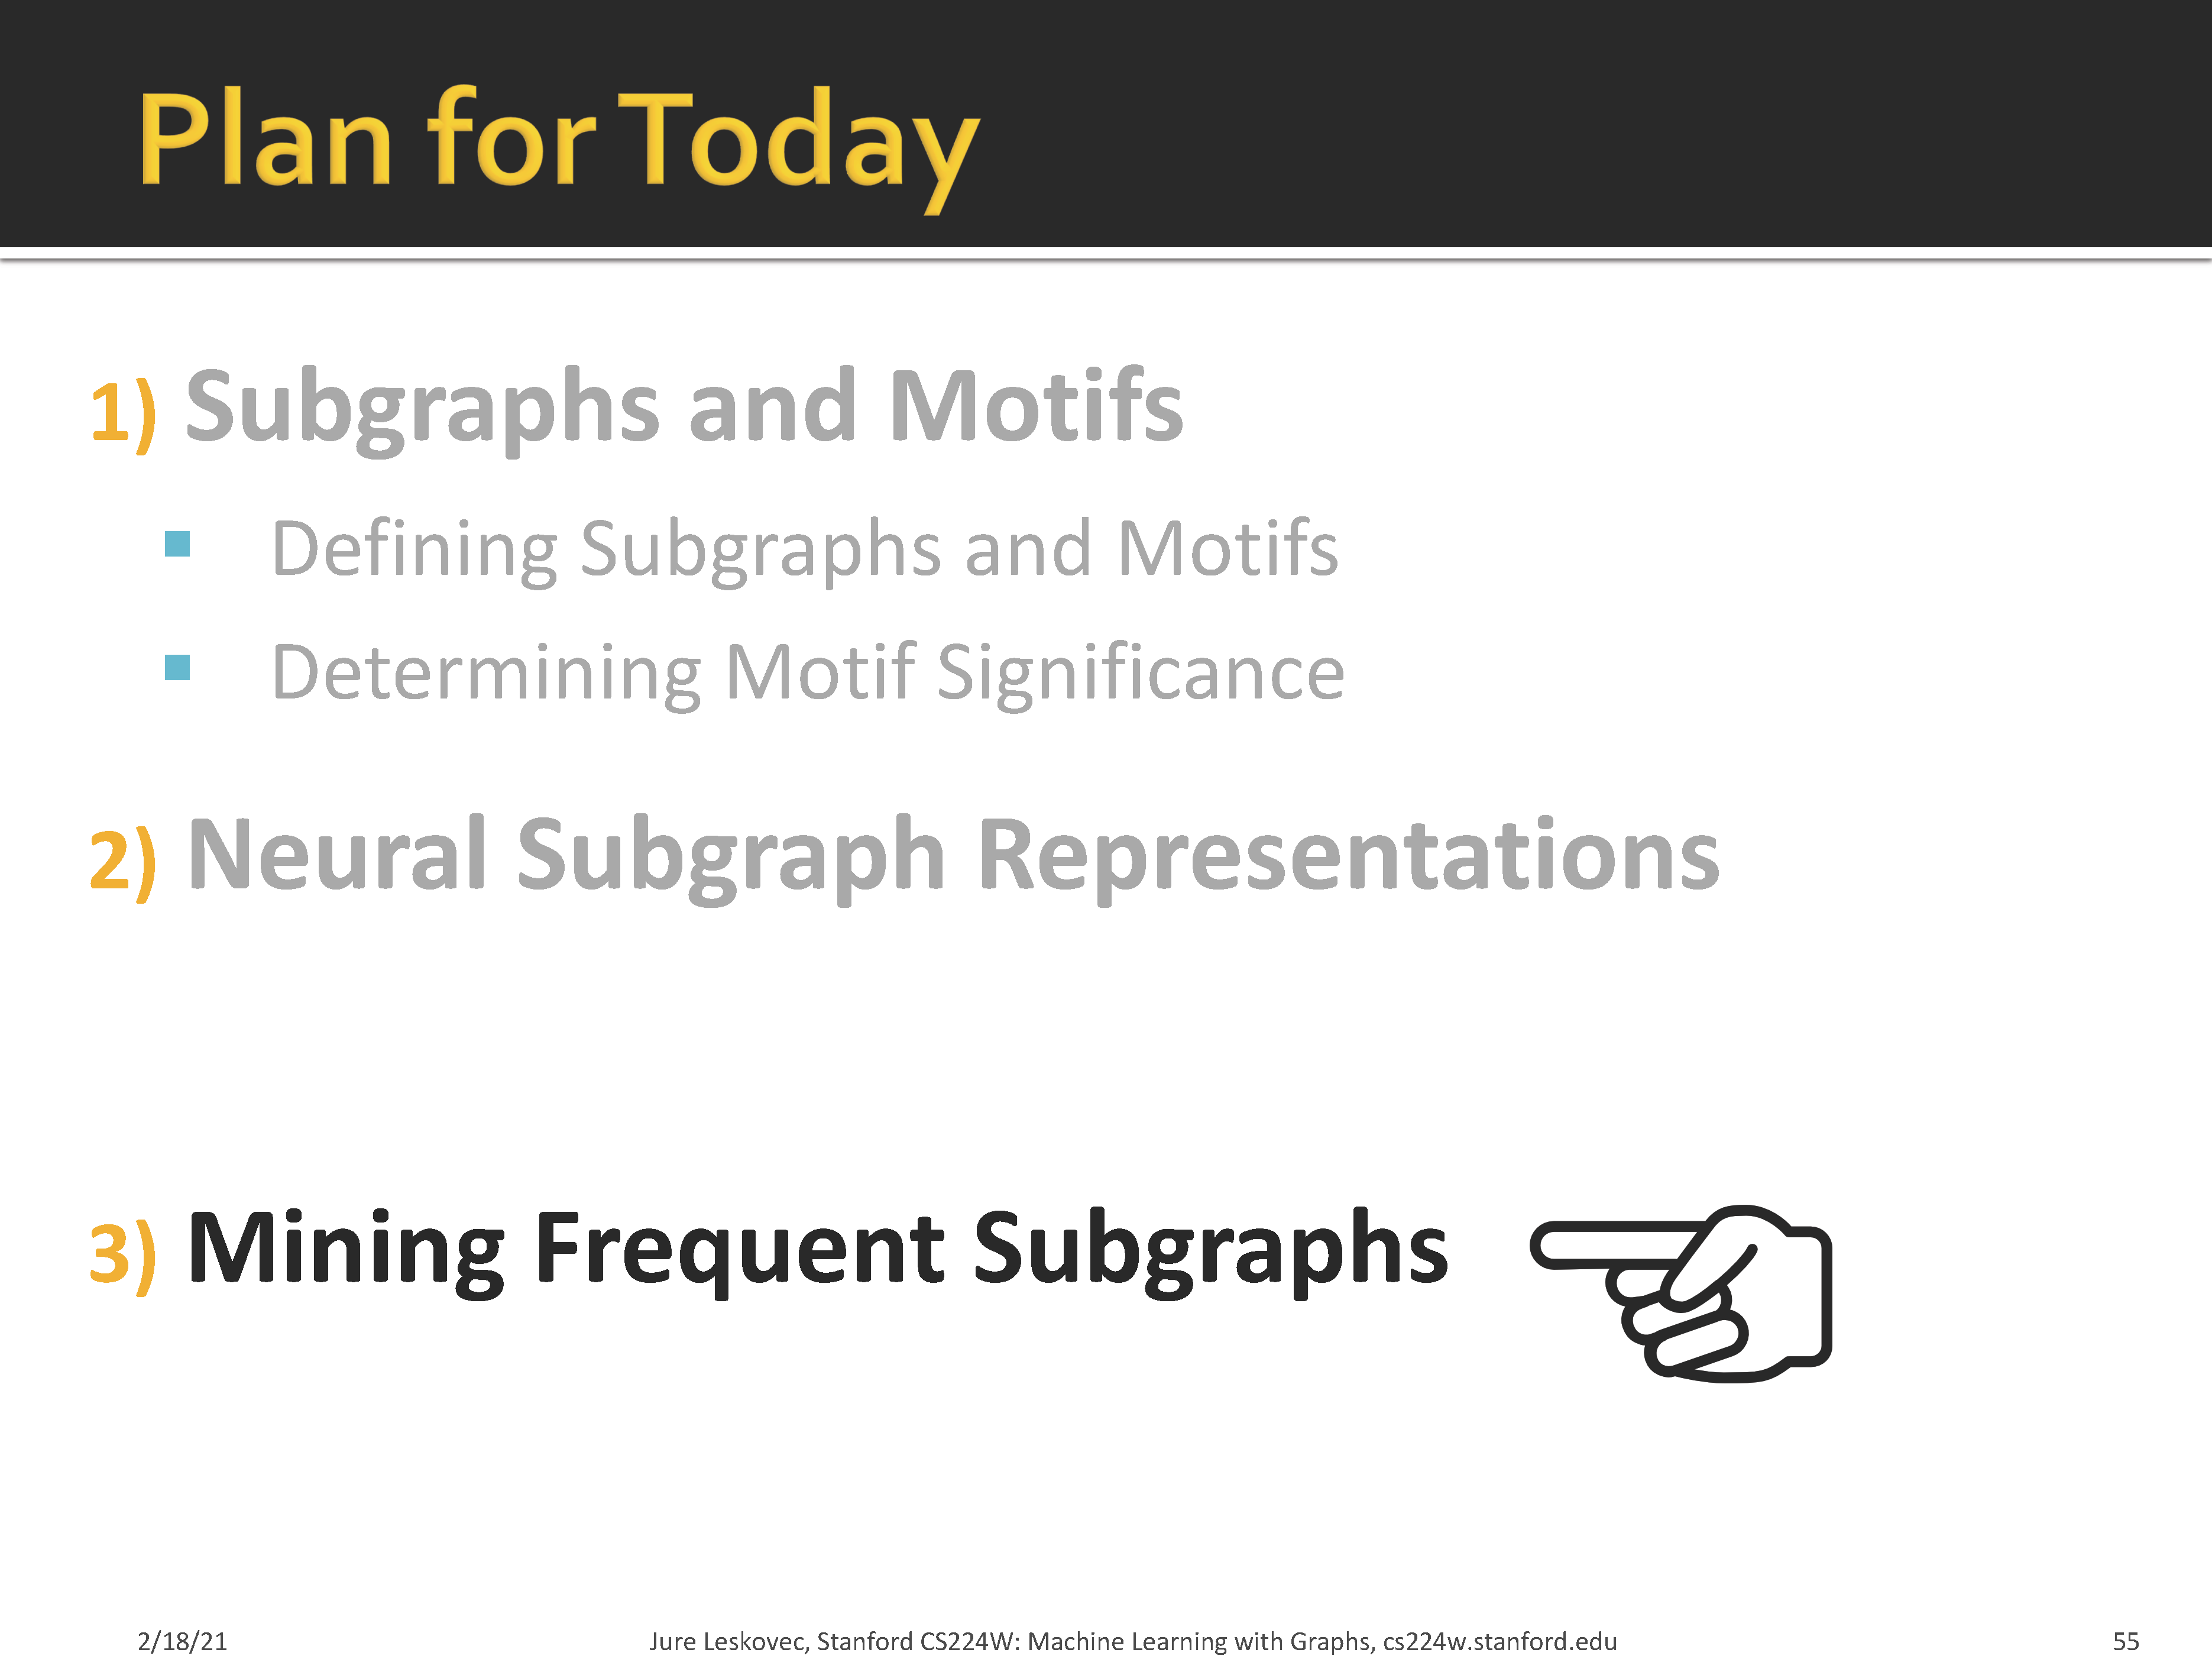 Plan for Today
1) Subgraphs and Motifs
▪ Defining Subgraphs and Motifs
▪ Determining Motif Significance
2) Neural Subgraph Representations
3) Mining Frequent Subgraphs
2/18/21
Jure Leskovec, Stanford CS224W: Machine Learning with Graphs, cs224w.stanford.edu
55